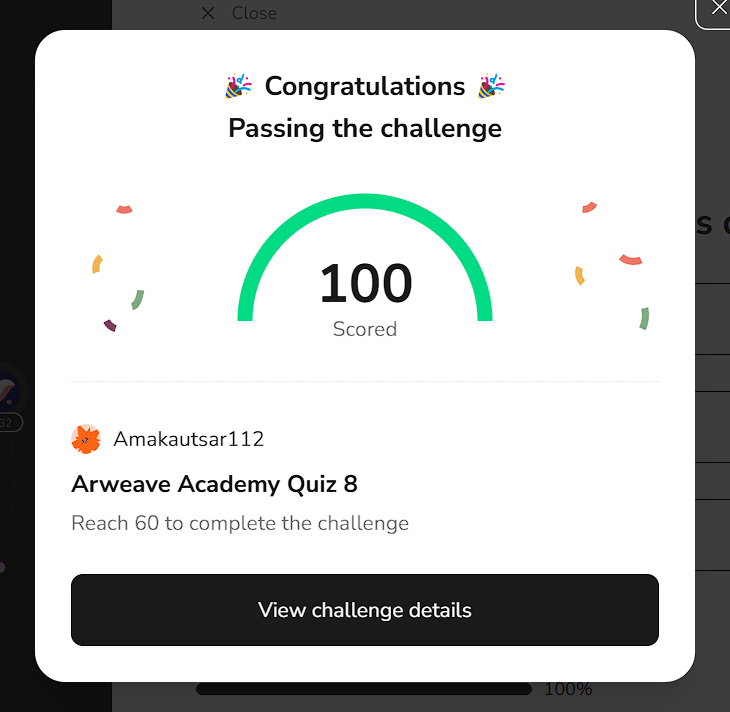 Close
Congratulations
Passing the challenge
100
Scored
Amakautsar112
Arweave Academy Quiz 8
Reach 60 to complete the challenge
View challenge details
32
100%